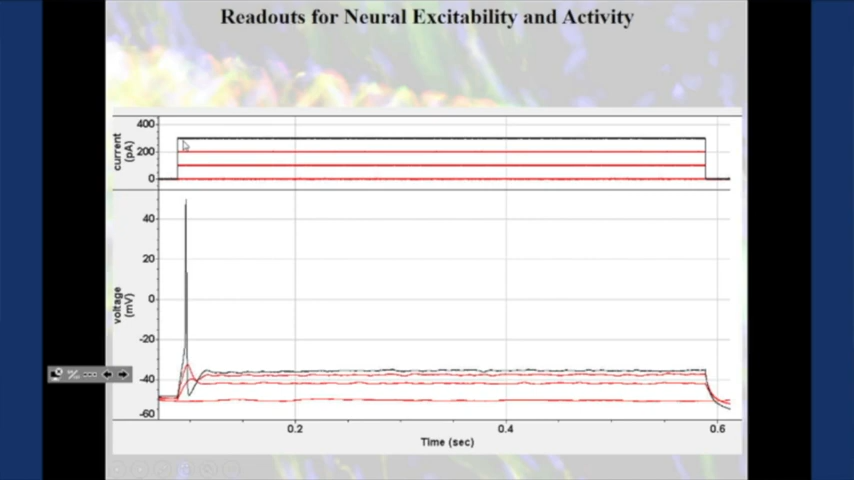 Readouts for Neural Excitability and Activity
400
200
0
current
(pA)
40
20
0
-20
-40
-60
voltage
(mV)
0.2
0.4
0.6
Time (sec)